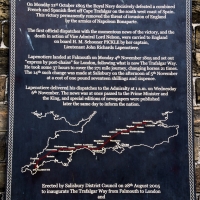 On Monday 21st October 1805 the Royal Navy decisively defeated a combined
French and Spanish fleet off Cape Trafalgar on the south-west coast of Spain.
This victory permanently removed the threat of invasion of England
by the armies of Napoleon Bonaparte.
The first official dispatches with the momentous news of the victory, and the
death in action of Vice Admiral Lord Nelson, were carried to England
on board H. M. Schooner PICKLE by her captain,
Lieutenant John Richards Lapenotiere.
Lapenotiere landed at Falmouth on Monday 4th November 1805 and set out
"express by post-chaise" for London, following what is now The Trafalgar Way.
He took some 37 hours to cover the 271 mile journey, changing horses 21 times.
The 14th such change was made at Salisbury on the afternoon of 5th November
at a cost of one pound seventeen shillings and sixpence.
Lapenotiere delivered his dispatches to the Admiralty at 1 a.m. on Wednesday
6th November. The news was at once passed to the Prime Minister and
the King, and special editions of newspapers were published
later the same day to inform the nation.
Erected by Salisbury District Council on 28th August 2005
to inaugurate The Trafalgar Way from Falmouth to London
and